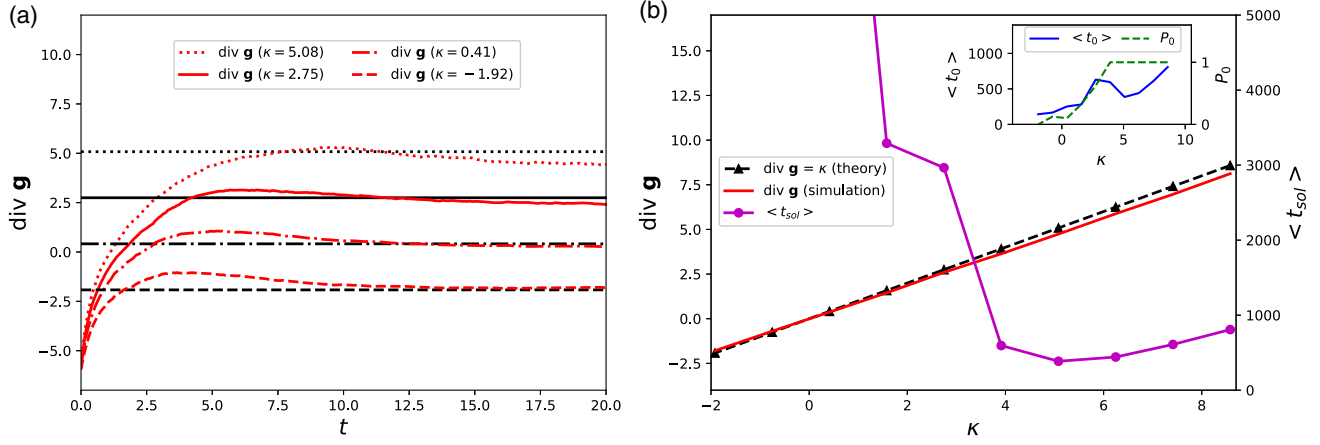 (a)
div g
12.5
10.0
7.5
5.0
2.5
0.0
−2.5
−5.0
div g (κ = 5.08)
div g (κ = 2.75)
div g (κ = 0.41)
div g (κ = −1.92)
0.0 2.5 5.0 7.5 10.0 12.5 15.0 17.5 20.0
t
(b)
div g
17.5
15.0
12.5
10.0
7.5
5.0
2.5
0.0
−2.5
div g = κ (theory)
div g (simulation)
< t_sol >
< t_0 >
1000
500
0
< t_0 >
P_0
1
0
P_0
0 5 10
κ
5000
4000
3000
2000
1000
0
< t_sol >
−2 0 2 4 6 8
κ